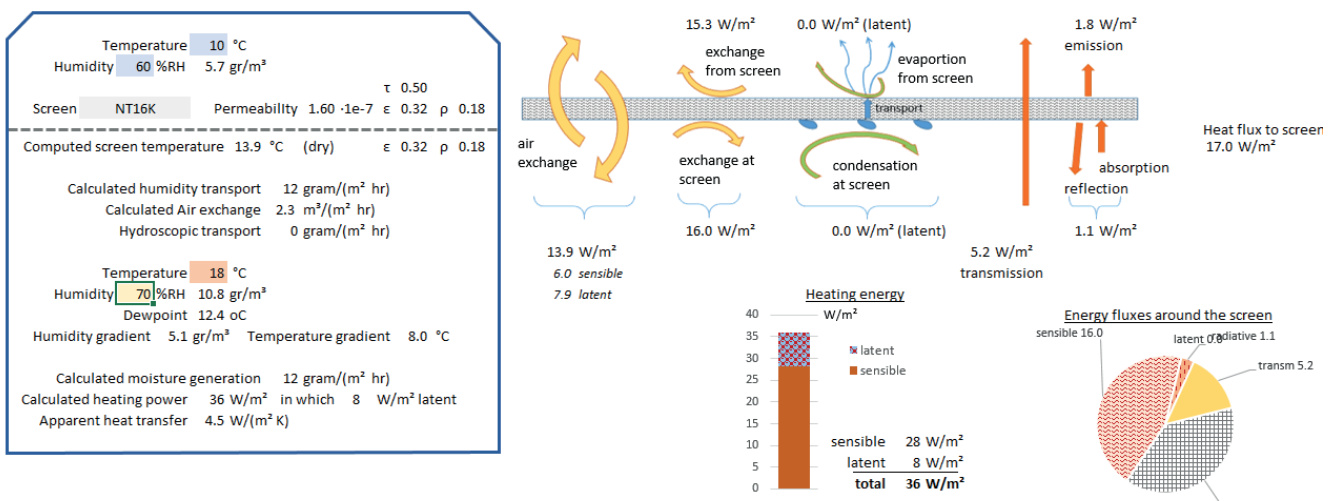 Temperature 10 °C
Humidity 60 %RH 5.7 gr/m³
τ 0.50
Screen NT16K Permeability 1.60 ·1e-7 ε 0.32 ρ 0.18
Computed screen temperature 13.9 °C (dry) ε 0.32 ρ 0.18
Calculated humidity transport 12 gram/(m² hr)
Calculated Air exchange 2.3 m³/(m² hr)
Hydroscopic transport 0 gram/(m² hr)
Temperature 18 °C
Humidity 70 %RH 10.8 gr/m³
Dewpoint 12.4 oC
Humidity gradient 5.1 gr/m³ Temperature gradient 8.0 °C
Calculated moisture generation 12 gram/(m² hr)
Calculated heating power 36 W/m² in which 8 W/m² latent
Apparent heat transfer 4.5 W/(m² K)
15.3 W/m²
exchange
from screen
0.0 W/m² (latent)
evaportion
from screen
1.8 W/m²
emission
transport
air
exchange
exchange at
screen
condensation
at screen
absorption
reflection
Heat flux to screen
17.0 W/m²
13.9 W/m²
6.0 sensible
7.9 latent
16.0 W/m²
0.0 W/m² (latent)
5.2 W/m²
transmission
1.1 W/m²
Heating energy
W/m²
40
35
30
25
20
15
10
5
0
latent
sensible
sensible 28 W/m²
latent 8 W/m²
total 36 W/m²
Energy fluxes around the screen
sensible 16.0
latent 0.0
radiative 1.1
transm 5.2